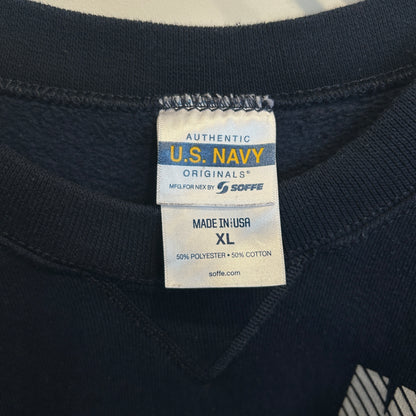 AUTHENTIC
U.S. NAVY
ORIGINALS®
MFG.FOR NEX BY SOFFE
MADE IN USA
XL
50% POLYESTER • 50% COTTON
soffe.com